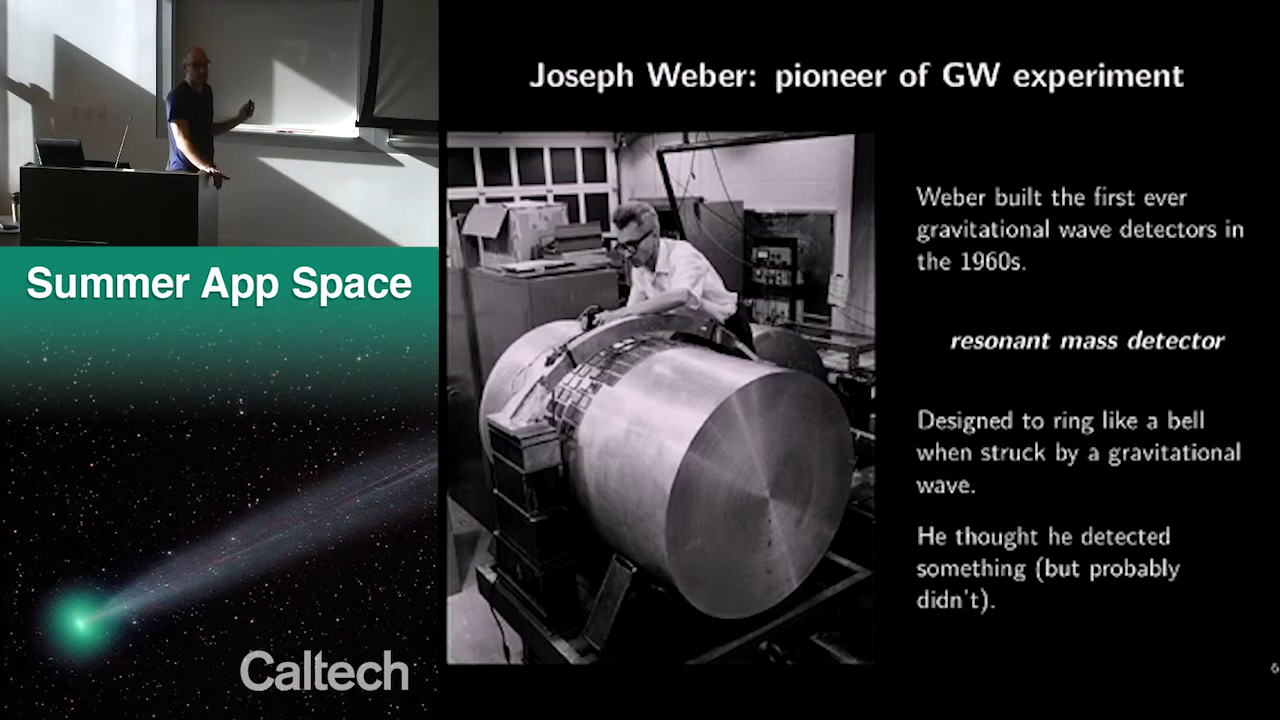 Summer App Space
Caltech
Joseph Weber: pioneer of GW experiment
Weber built the first ever
gravitational wave detectors in
the 1960s.
resonant mass detector
Designed to ring like a bell
when struck by a gravitational
wave.
He thought he detected
something (but probably
didn't).